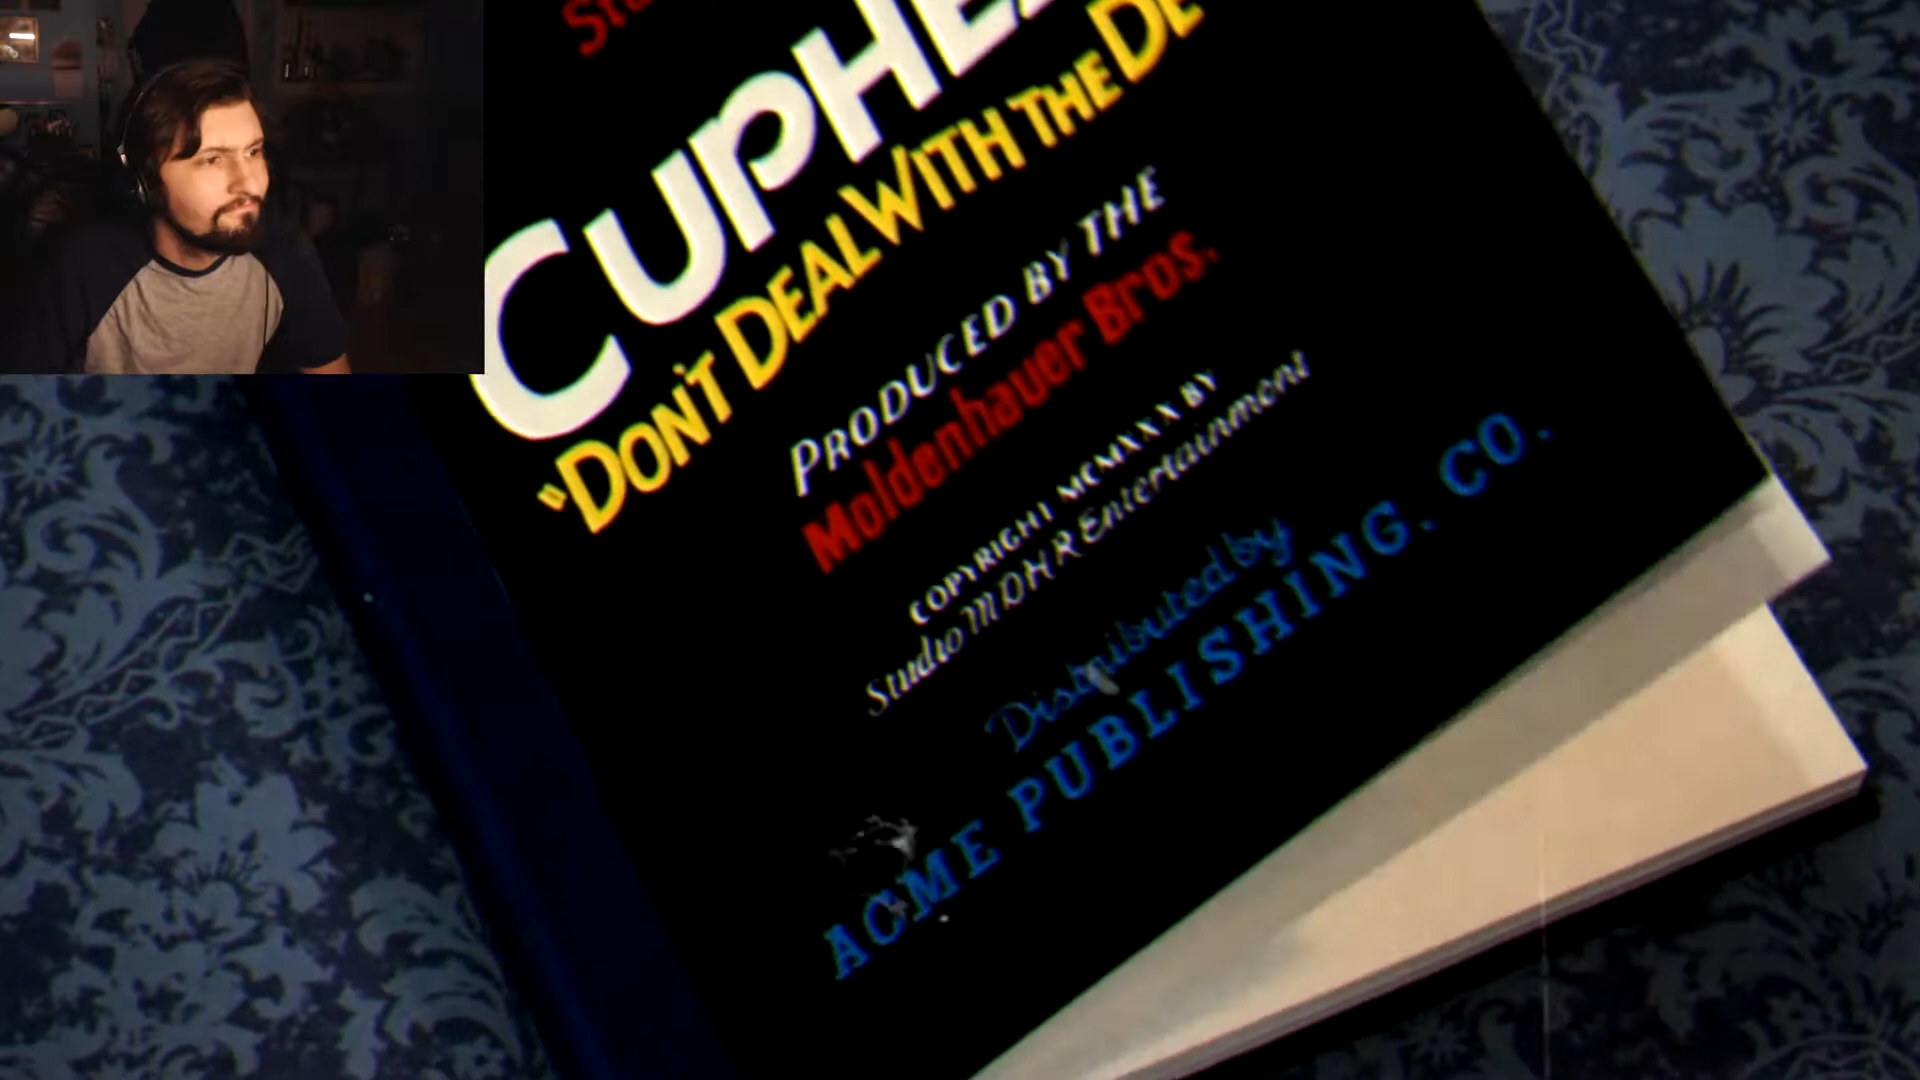 CUPHE
"DON'T DEAL WITH THE DE
PRODUCED BY THE
Moldenhauer Bros.
COPYRIGHT MCMXXX BY
Studio MDHR Entertainment
Distributed by
ACME PUBLISHING. CO.